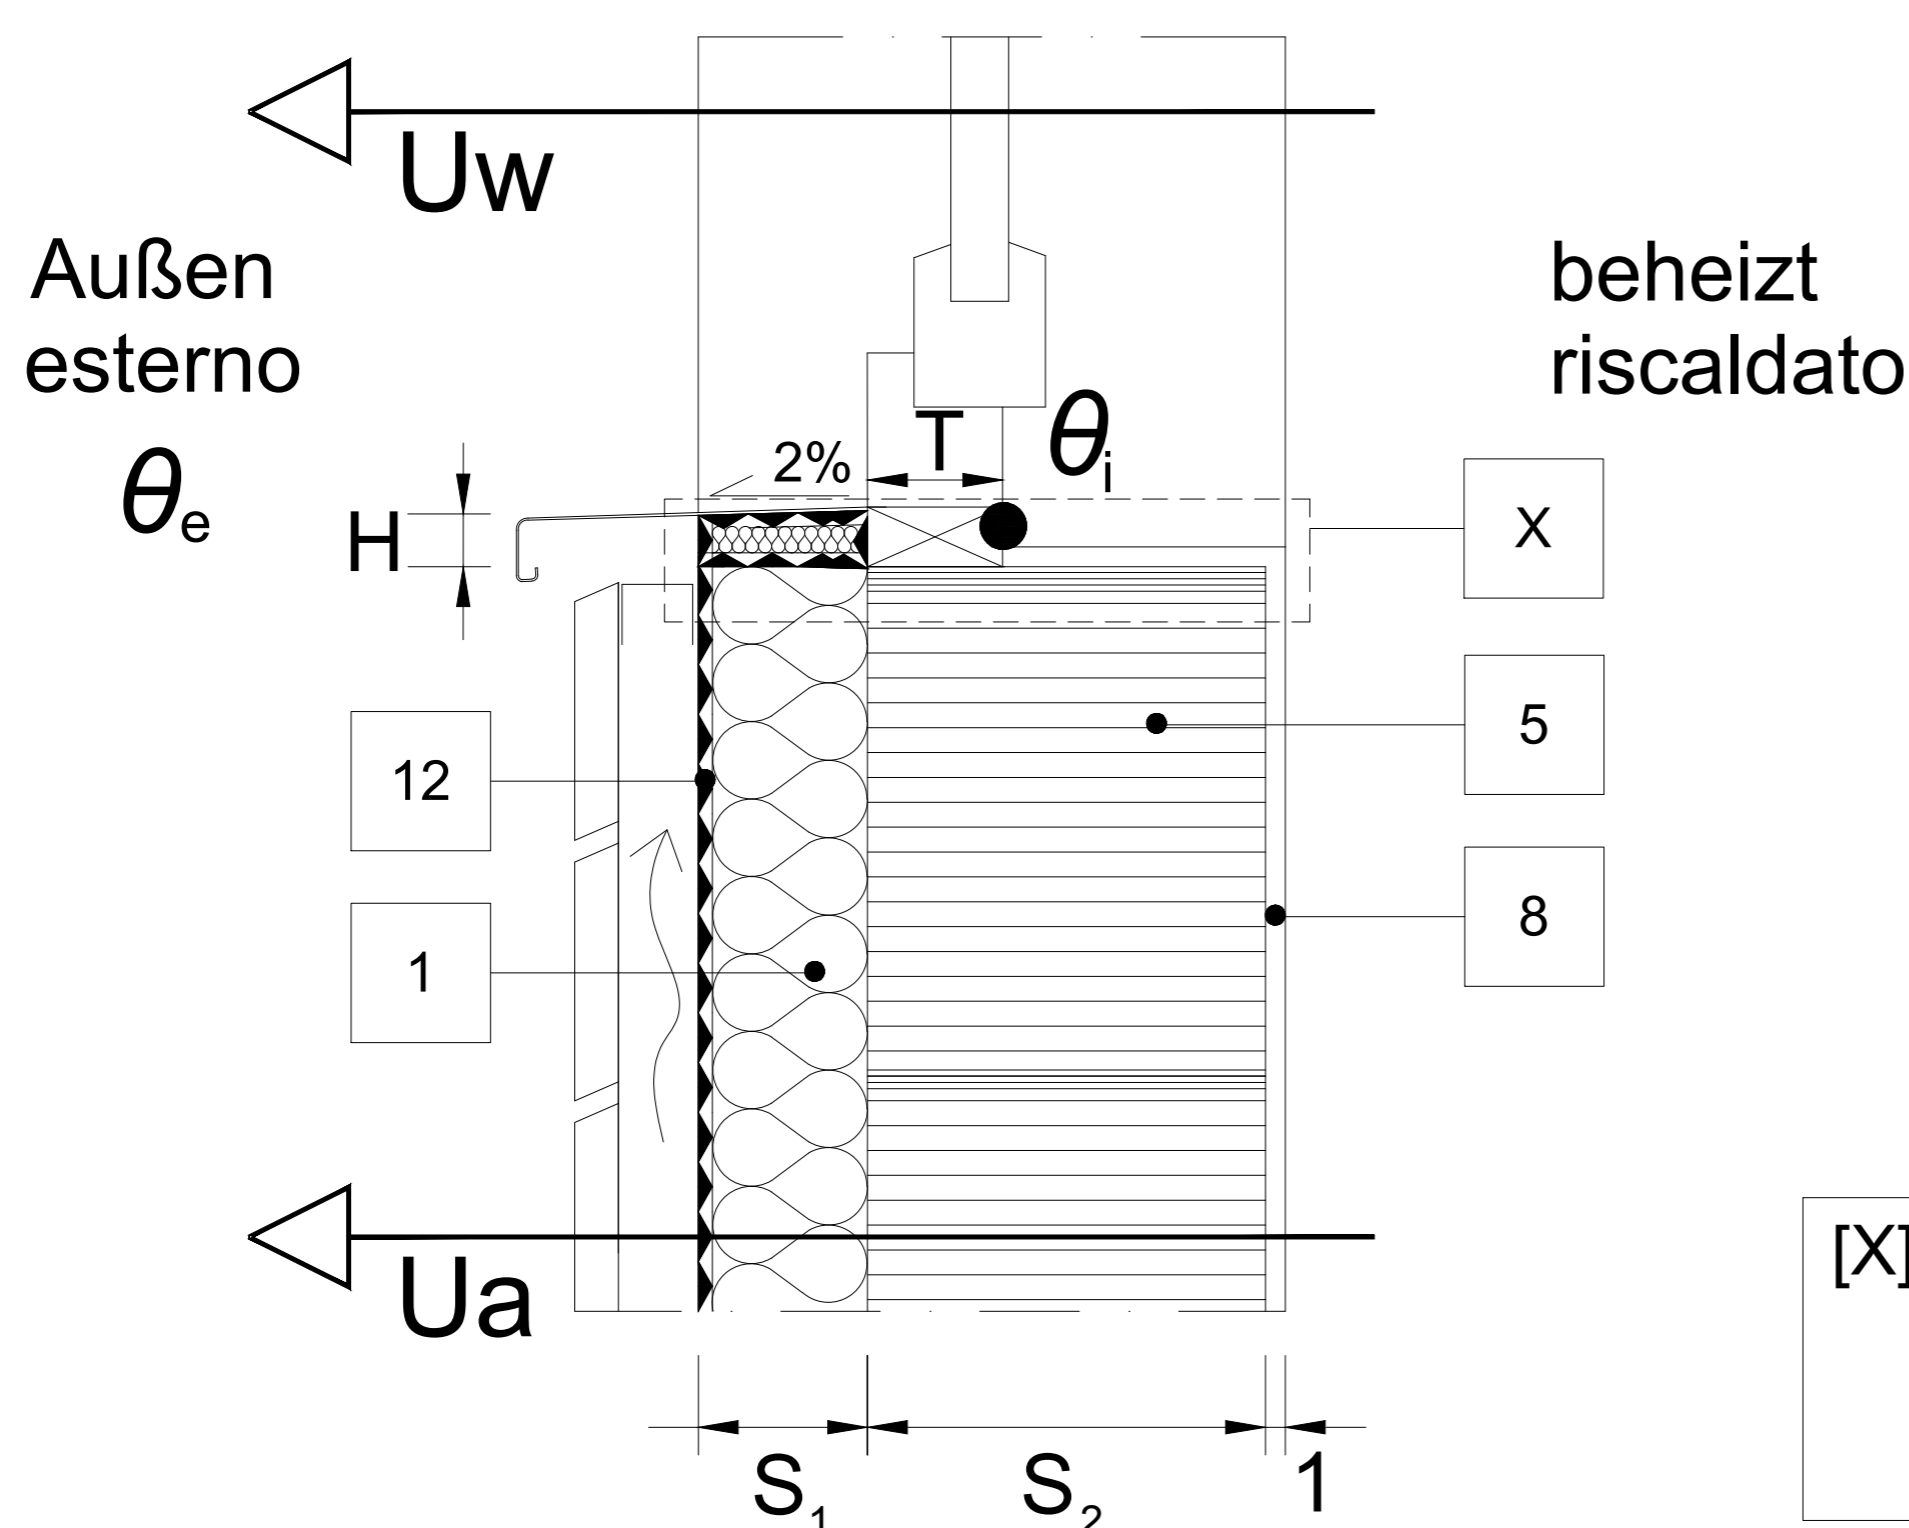 Uw
Außen
esterno
θe
beheizt
riscaldato
2%
T
θi
H
X
5
12
8
1
Ua
[X]
S1
S2
1